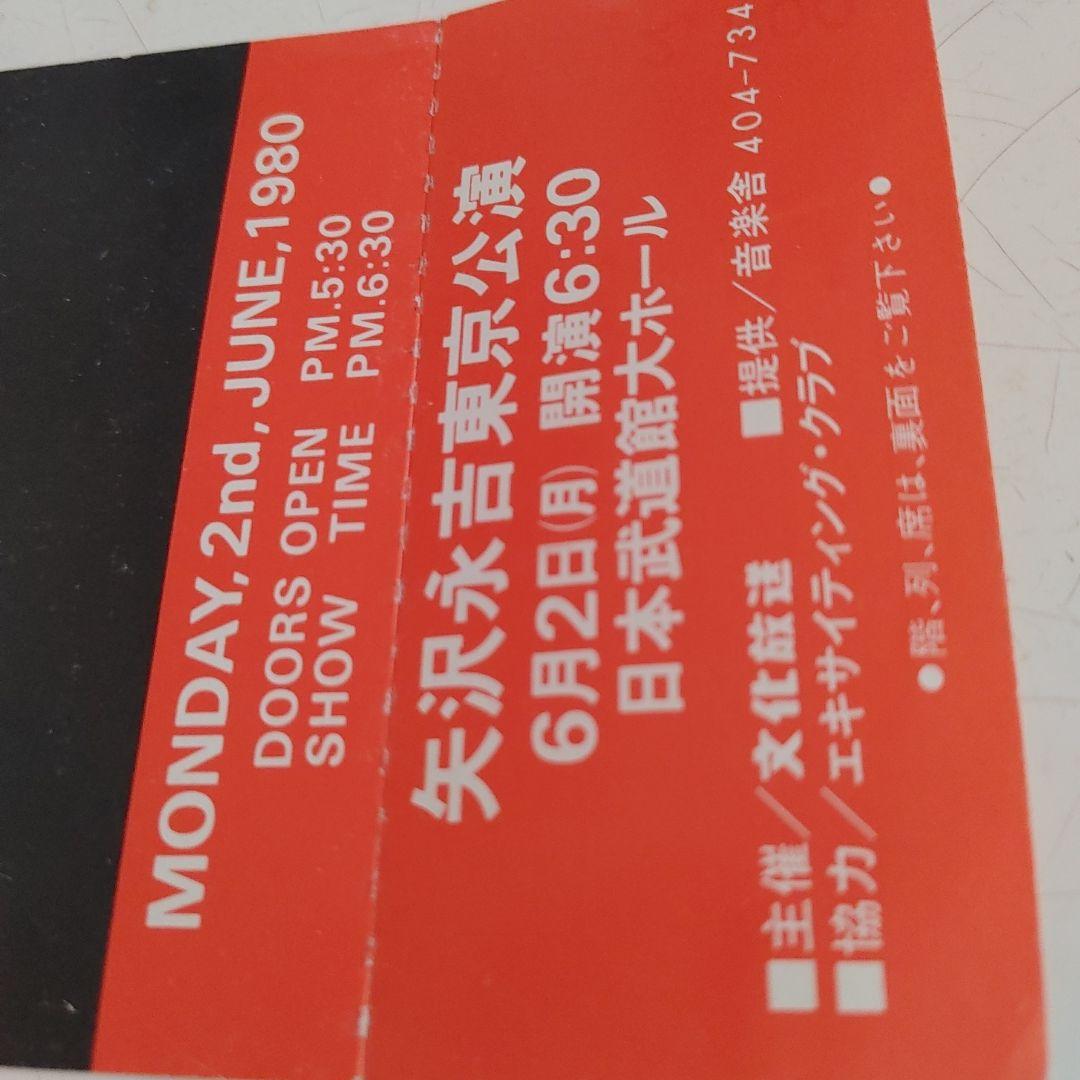 MONDAY, 2nd, JUNE, 1980
DOORS OPEN PM.5:30
SHOW TIME PM.6:30
矢沢永吉東京公演
6月2日(月) 開演6:30
日本武道館大ホール
■主催/文化放送 ■提供/音楽舎 404-734
■協力/エキサイティング・クラブ
●階、列、席は、裏面をご覧下さい●